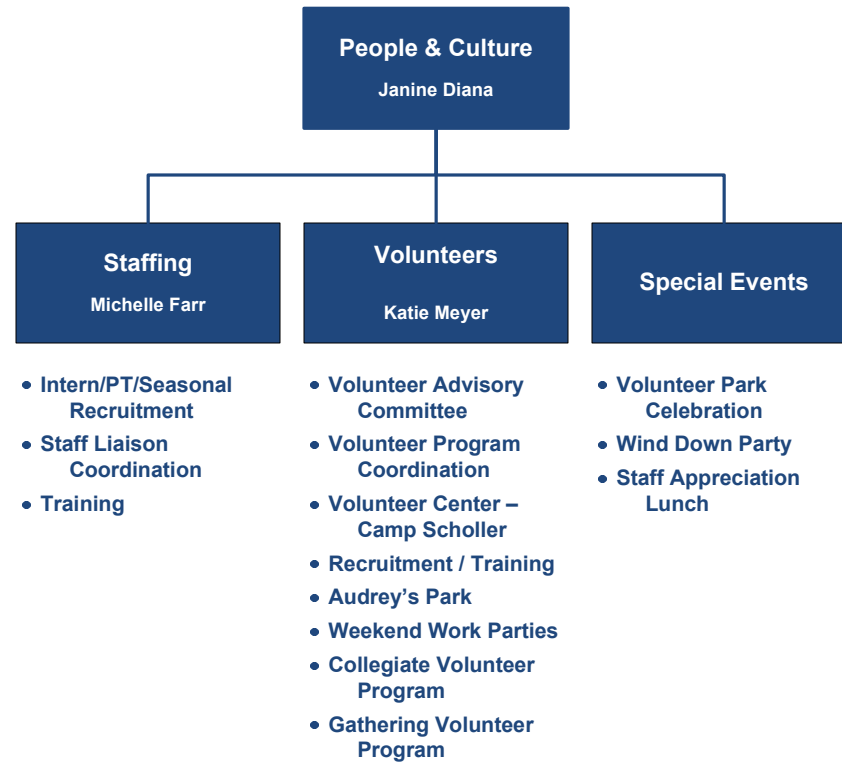 People & Culture
Janine Diana
Staffing
Michelle Farr
Volunteers
Katie Meyer
Special Events
• Intern/PT/Seasonal
Recruitment
• Staff Liaison
Coordination
• Training
• Volunteer Advisory
Committee
• Volunteer Program
Coordination
• Volunteer Center –
Camp Scholler
• Recruitment / Training
• Audrey’s Park
• Weekend Work Parties
• Collegiate Volunteer
Program
• Gathering Volunteer
Program
• Volunteer Park
Celebration
• Wind Down Party
• Staff Appreciation
Lunch